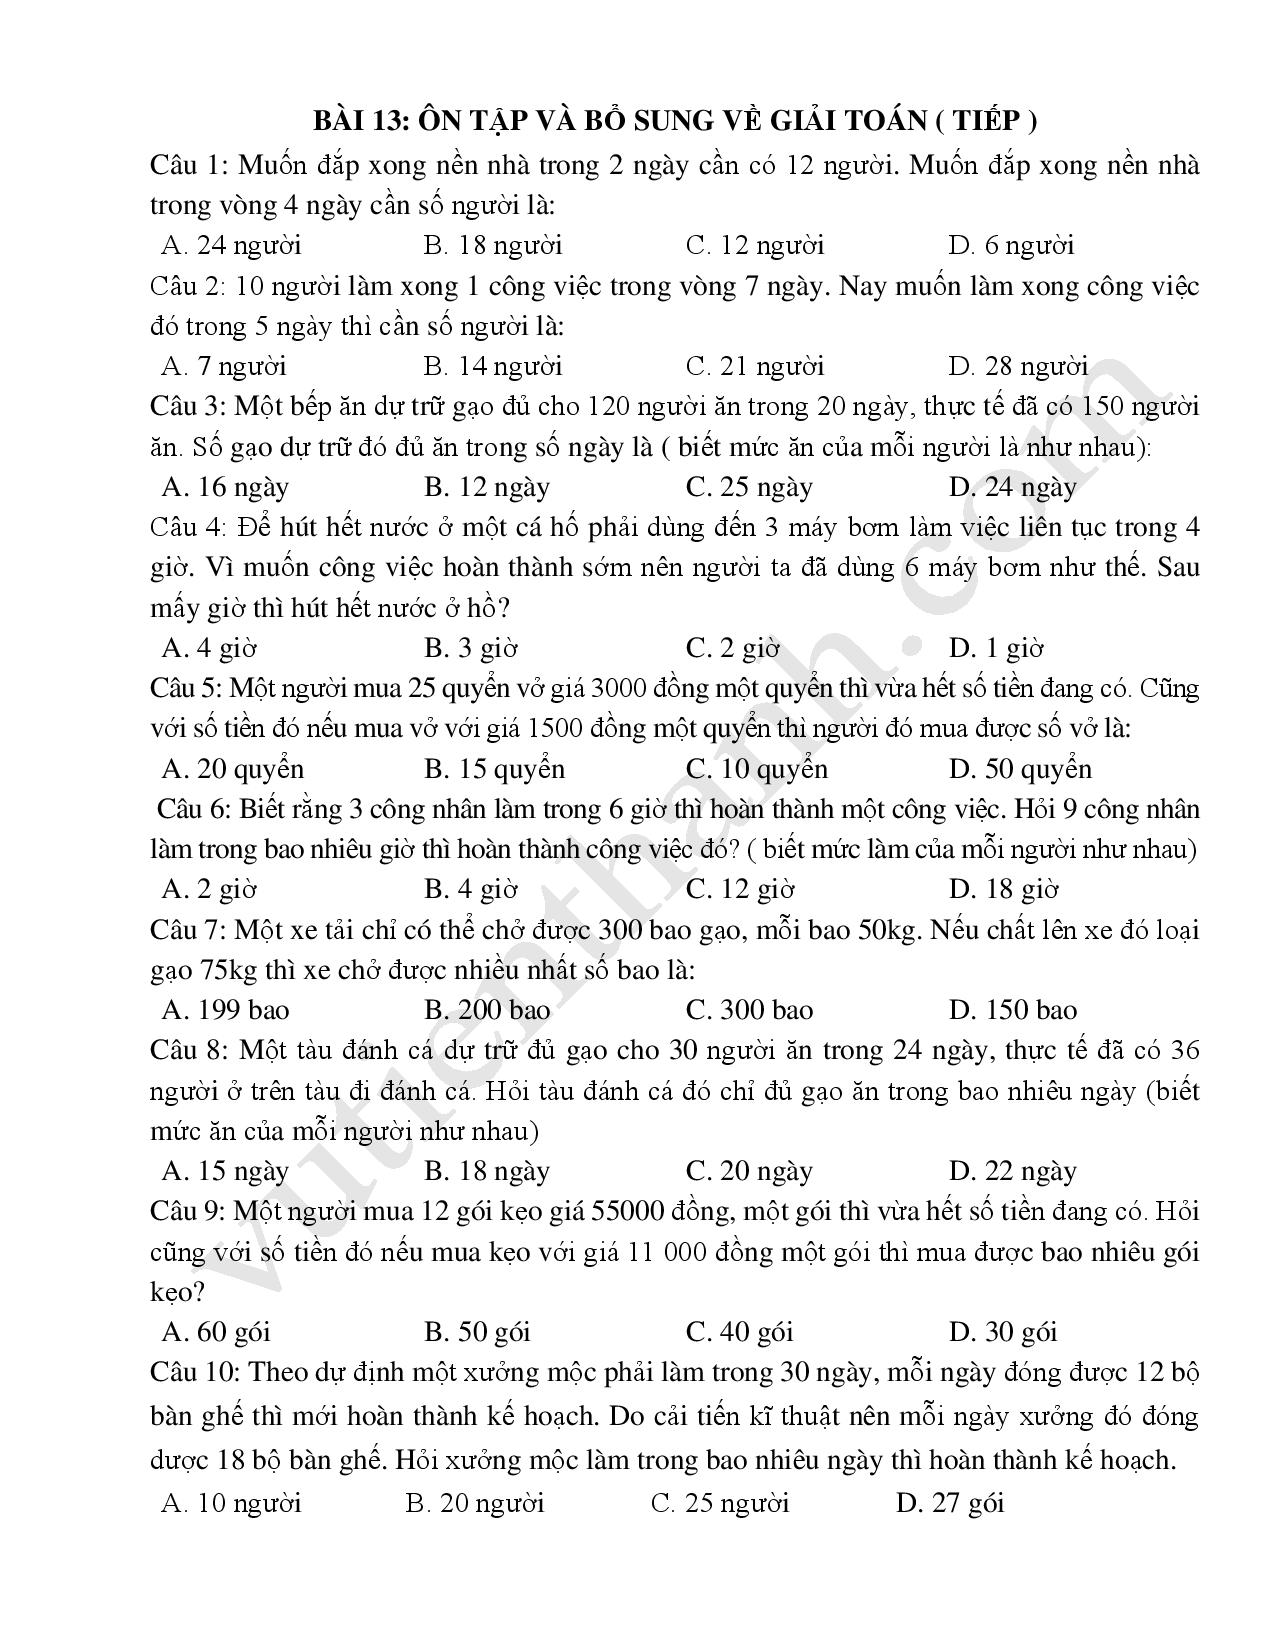 BÀI 13: ÔN TẬP VÀ BỔ SUNG VỀ GIẢI TOÁN ( TIẾP )
Câu 1: Muốn đắp xong nền nhà trong 2 ngày cần có 12 người. Muốn đắp xong nền nhà
trong vòng 4 ngày cần số người là:
A. 24 người B. 18 người C. 12 người D. 6 người
Câu 2: 10 người làm xong 1 công việc trong vòng 7 ngày. Nay muốn làm xong công việc
đó trong 5 ngày thì cần số người là:
A. 7 người B. 14 người C. 21 người D. 28 người
Câu 3: Một bếp ăn dự trữ gạo đủ cho 120 người ăn trong 20 ngày, thực tế đã có 150 người
ăn. Số gạo dự trữ đó đủ ăn trong số ngày là ( biết mức ăn của mỗi người là như nhau):
A. 16 ngày B. 12 ngày C. 25 ngày D. 24 ngày
Câu 4: Để hút hết nước ở một cá hố phải dùng đến 3 máy bơm làm việc liên tục trong 4
giờ. Vì muốn công việc hoàn thành sớm nên người ta đã dùng 6 máy bơm như thế. Sau
mấy giờ thì hút hết nước ở hồ?
A. 4 giờ B. 3 giờ C. 2 giờ D. 1 giờ
Câu 5: Một người mua 25 quyển vở giá 3000 đồng một quyển thì vừa hết số tiền đang có. Cũng
với số tiền đó nếu mua vở với giá 1500 đồng một quyển thì người đó mua được số vở là:
A. 20 quyển B. 15 quyển C. 10 quyển D. 50 quyển
Câu 6: Biết rằng 3 công nhân làm trong 6 giờ thì hoàn thành một công việc. Hỏi 9 công nhân
làm trong bao nhiêu giờ thì hoàn thành công việc đó? ( biết mức làm của mỗi người như nhau)
A. 2 giờ B. 4 giờ C. 12 giờ D. 18 giờ
Câu 7: Một xe tải chỉ có thể chở được 300 bao gạo, mỗi bao 50kg. Nếu chất lên xe đó loại
gạo 75kg thì xe chở được nhiều nhất số bao là:
A. 199 bao B. 200 bao C. 300 bao D. 150 bao
Câu 8: Một tàu đánh cá dự trữ đủ gạo cho 30 người ăn trong 24 ngày, thực tế đã có 36
người ở trên tàu đi đánh cá. Hỏi tàu đánh cá đó chỉ đủ gạo ăn trong bao nhiêu ngày (biết
mức ăn của mỗi người như nhau)
A. 15 ngày B. 18 ngày C. 20 ngày D. 22 ngày
Câu 9: Một người mua 12 gói kẹo giá 55000 đồng, một gói thì vừa hết số tiền đang có. Hỏi
cũng với số tiền đó nếu mua kẹo với giá 11 000 đồng một gói thì mua được bao nhiêu gói
kẹo?
A. 60 gói B. 50 gói C. 40 gói D. 30 gói
Câu 10: Theo dự định một xưởng mộc phải làm trong 30 ngày, mỗi ngày đóng được 12 bộ
bàn ghế thì mới hoàn thành kế hoạch. Do cải tiến kĩ thuật nên mỗi ngày xưởng đó đóng
dược 18 bộ bàn ghế. Hỏi xưởng mộc làm trong bao nhiêu ngày thì hoàn thành kế hoạch.
A. 10 người B. 20 người C. 25 người D. 27 gói
vutienthanh.com